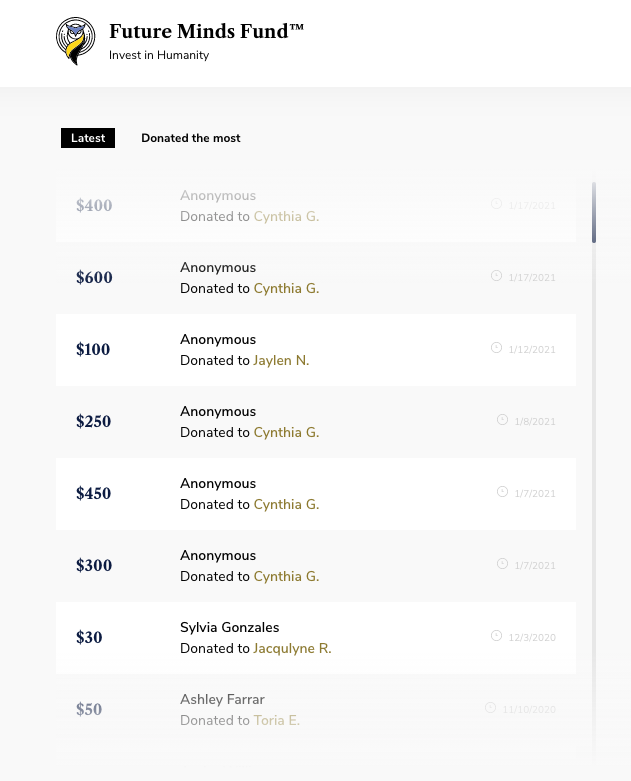 Future Minds Fund™
Invest in Humanity
Latest
Donated the most
$400
Anonymous
Donated to Cynthia G.
1/17/2021
$600
Anonymous
Donated to Cynthia G.
1/17/2021
$100
Anonymous
Donated to Jaylen N.
1/12/2021
$250
Anonymous
Donated to Cynthia G.
1/8/2021
$450
Anonymous
Donated to Cynthia G.
1/7/2021
$300
Anonymous
Donated to Cynthia G.
1/7/2021
$30
Sylvia Gonzales
Donated to Jacqulyne R.
12/3/2020
$50
Ashley Farrar
Donated to Toria E.
11/10/2020